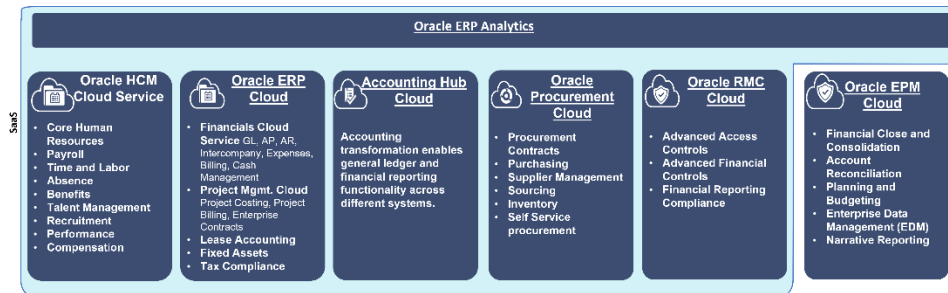 Oracle ERP Analytics
SaaS
Oracle HCM
Cloud Service
• Core Human
Resources
• Payroll
• Time and Labor
• Absence
• Benefits
• Talent Management
• Recruitment
• Performance
• Compensation
Oracle ERP
Cloud
• Financials Cloud
Service GL, AP, AR,
Intercompany, Expenses,
Billing, Cash
Management
• Project Mgmt. Cloud
Project Costing, Project
Billing, Enterprise
Contracts
• Lease Accounting
• Fixed Assets
• Tax Compliance
Accounting Hub
Cloud
Accounting
transformation enables
general ledger and
financial reporting
functionality across
different systems.
Oracle
Procurement
Cloud
• Procurement
Contracts
• Purchasing
• Supplier Management
• Sourcing
• Inventory
• Self Service
procurement
Oracle RMC
Cloud
• Advanced Access
Controls
• Advanced Financial
Controls
• Financial Reporting
Compliance
Oracle EPM
Cloud
• Financial Close and
Consolidation
• Account
Reconciliation
• Planning and
Budgeting
• Enterprise Data
Management (EDM)
• Narrative Reporting